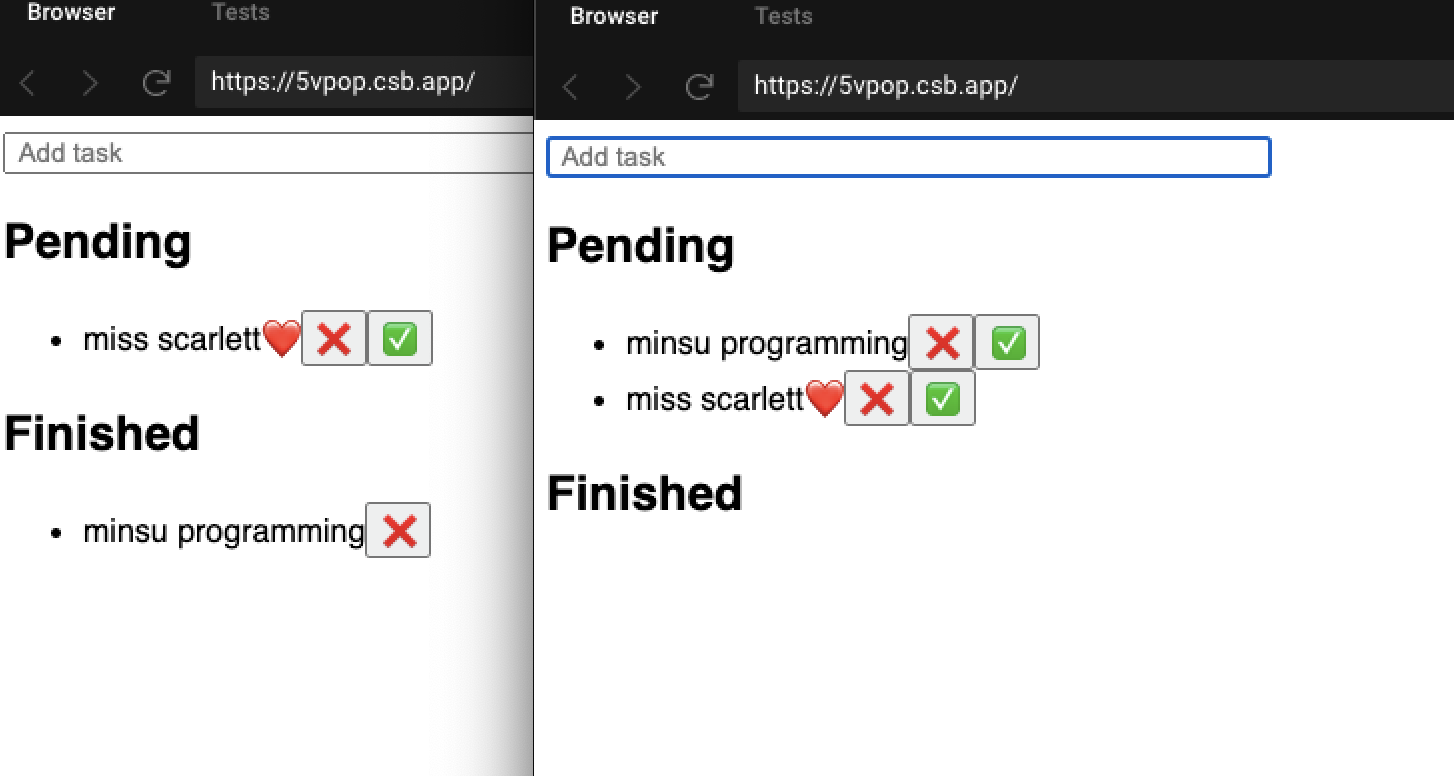 Browser Tests
https://5vpop.csb.app/
Add task
Pending
• miss scarlett❤️❌✅
Finished
• minsu programming❌
Browser Tests
https://5vpop.csb.app/
Add task
Pending
• minsu programming❌✅
• miss scarlett❤️❌✅
Finished